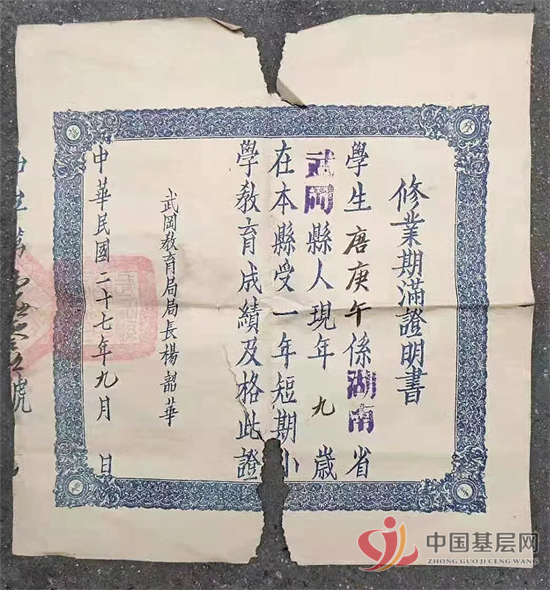 修業期滿證明書
學生唐庚午係湖南省
武岡縣人現年九歲
在本縣受一年短期小
學教育成績及格此證
武岡教育局局長楊韶華
中華民國二十七年九月 日
號
中国基层网
ZHONG GUO JI CENG WANG